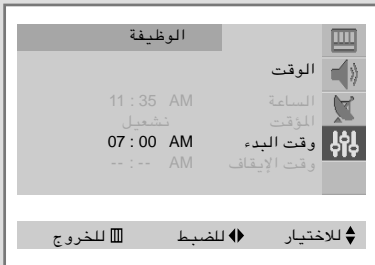 الوظيفة
الوقت
الساعة 11 : 35 AM
المؤقت تشغيل
وقت البدء 07 : 00 AM
وقت الإيقاف -- : -- AM
للاختيار للضبط للخروج